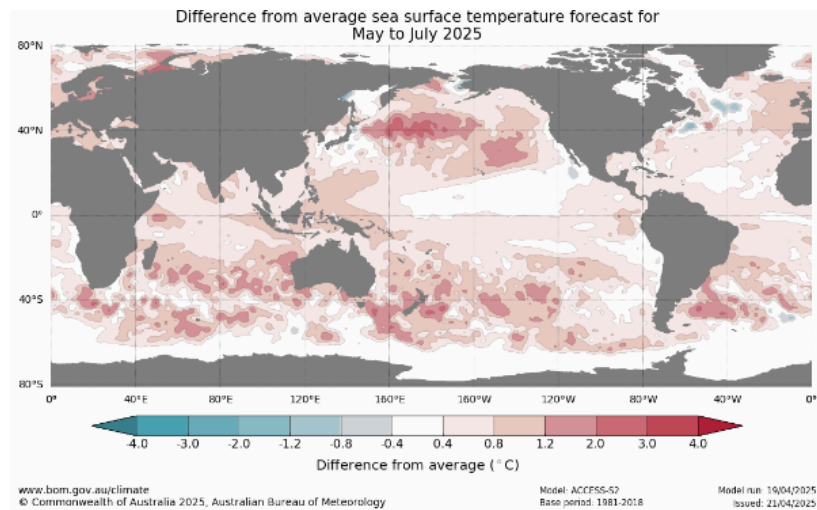 Difference from average sea surface temperature forecast for
May to July 2025
80°N
40°N
0°
40°S
80°S
0° 40°E 80°E 120°E 160°E 160°W 120°W 80°W 40°W 0°
-4.0 -3.0 -2.0 -1.2 -0.8 -0.4 0.4 0.8 1.2 2.0 3.0 4.0
Difference from average (°C)
www.bom.gov.au/climate
© Commonwealth of Australia 2025, Australian Bureau of Meteorology
Model: ACCESS-S2
Base period: 1981-2018
Model run: 19/04/2025
Issued: 21/04/2025